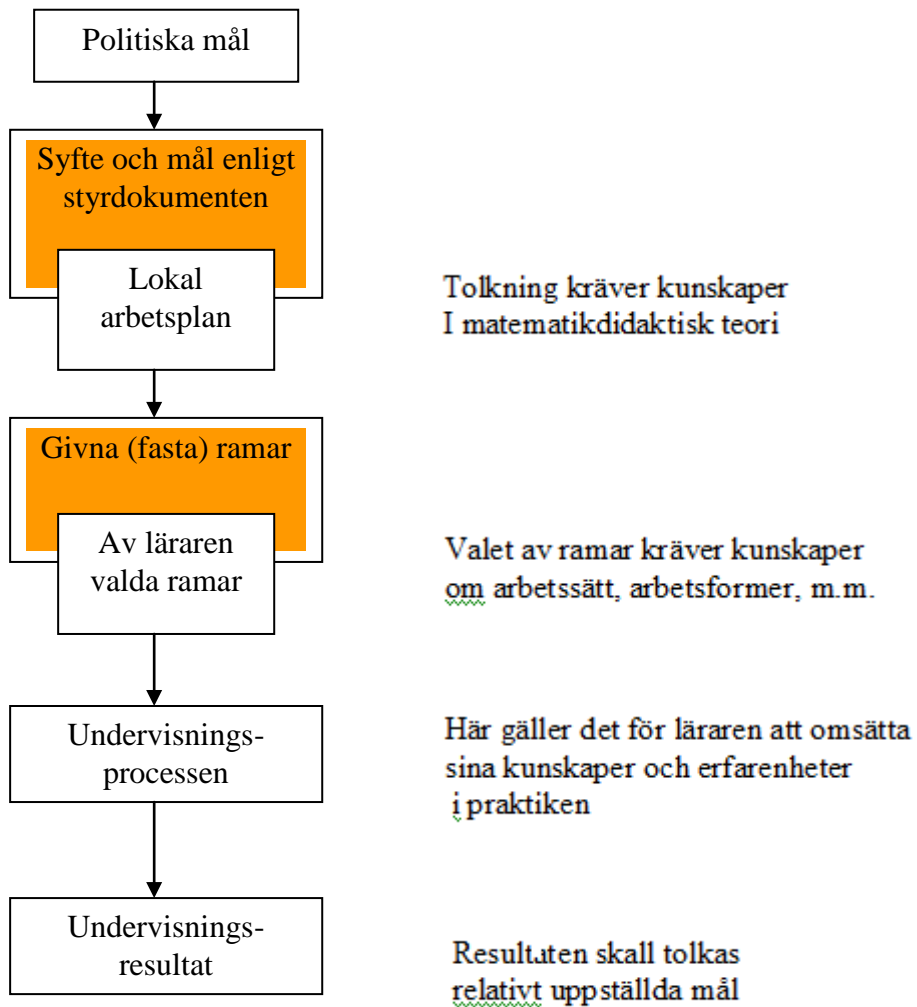 Politiska mål
Syfte och mål enligt
styrdokumenten
Lokal
arbetsplan
Tolkning kräver kunskaper
I matematikdidaktisk teori
Givna (fasta) ramar
Av läraren
valda ramar
Valet av ramar kräver kunskaper
om arbetssätt, arbetsformer, m.m.
Undervisnings-
processen
Här gäller det för läraren att omsätta
sina kunskaper och erfarenheter
i praktiken
Undervisnings-
resultat
Resultaten skall tolkas
relativt uppställda mål